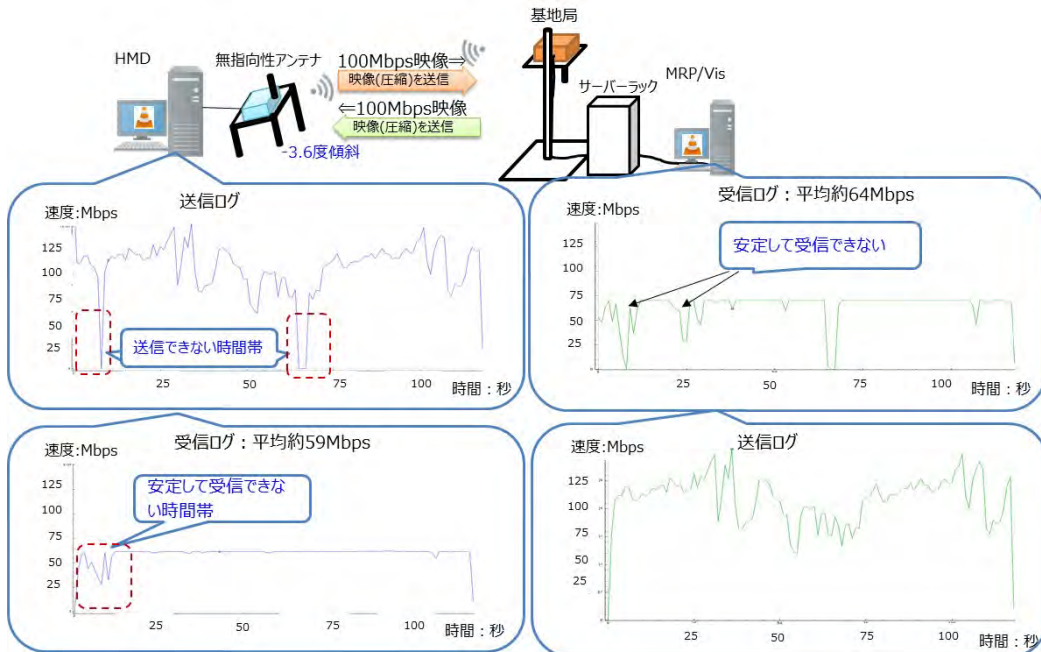 基地局
HMD
無指向性アンテナ
100Mbps映像⇒
映像(圧縮)を送信
⇐100Mbps映像
映像(圧縮)を送信
-3.6度傾斜
サーバーラック
MRP/Vis
送信ログ
速度:Mbps
125
100
75
50
25
送信できない時間帯
25
50
75
100
時間：秒
受信ログ：平均約64Mbps
速度:Mbps
125
100
75
50
25
安定して受信できない
25
50
75
100
時間：秒
受信ログ：平均約59Mbps
速度:Mbps
125
100
75
50
25
安定して受信できな
い時間帯
25
50
75
100
時間：秒
送信ログ
速度:Mbps
125
100
75
50
25
25
50
75
100
時間：秒